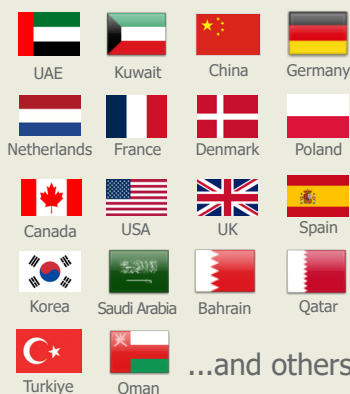 UAE Kuwait China Germany
Netherlands France Denmark Poland
Canada USA UK Spain
Korea Saudi Arabia Bahrain Qatar
Turkiye Oman ...and others